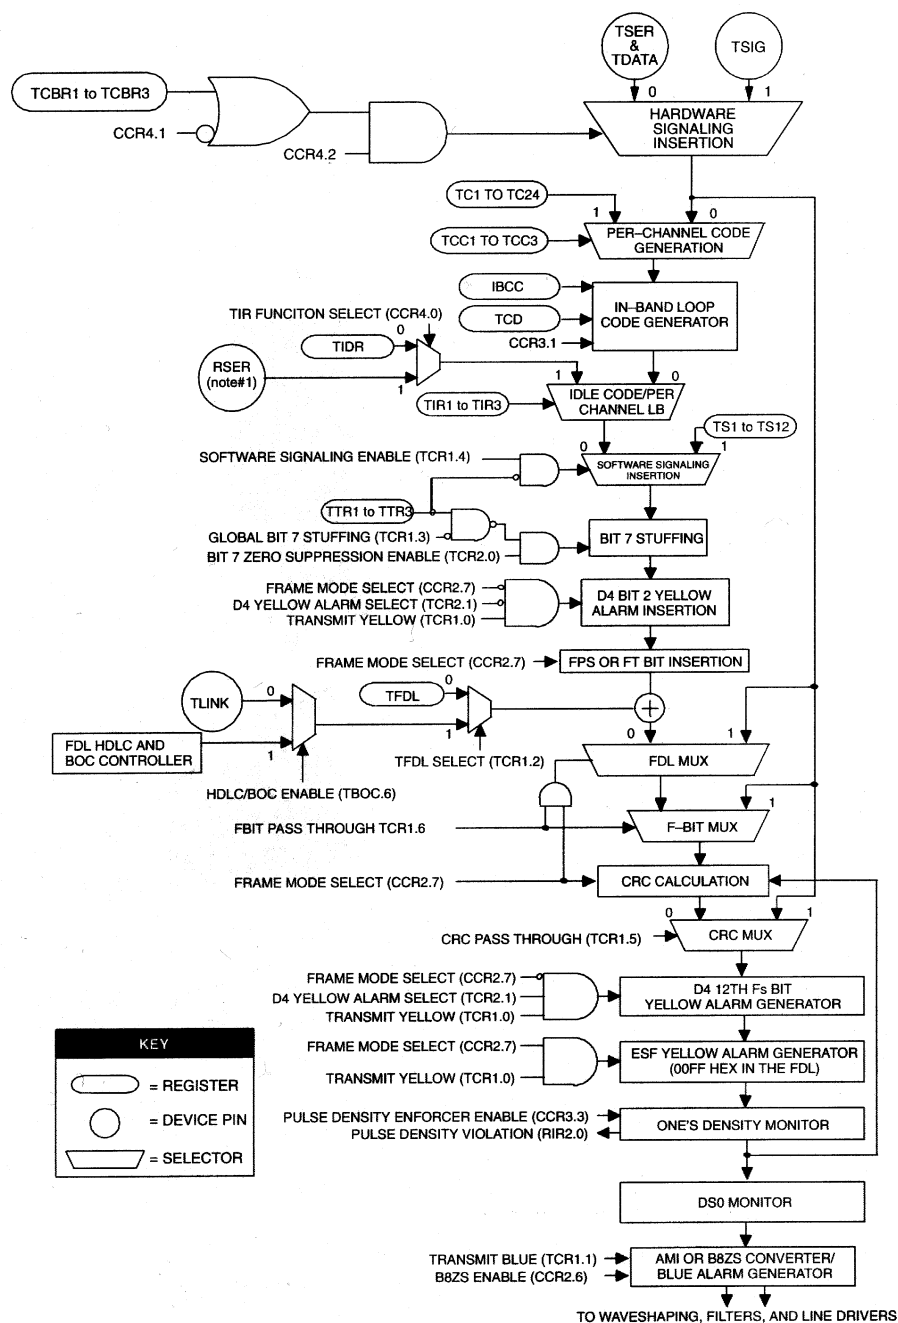 TSER
&
TDATA
TSIG
0
1
TCBR1 to TCBR3
CCR4.1
CCR4.2
HARDWARE
SIGNALING
INSERTION
TC1 TO TC24
1
0
TCC1 TO TCC3
PER–CHANNEL CODE
GENERATION
IBCC
TCD
CCR3.1
IN–BAND LOOP
CODE GENERATOR
TIR FUNCITON SELECT (CCR4.0)
0
TIDR
RSER
(note#1)
1
1
0
TIR1 to TIR3
IDLE CODE/PER
CHANNEL LB
TS1 to TS12
0
1
SOFTWARE SIGNALING ENABLE (TCR1.4)
SOFTWARE SIGNALING
INSERTION
TTR1 to TTR3
GLOBAL BIT 7 STUFFING (TCR1.3)
BIT 7 ZERO SUPPRESSION ENABLE (TCR2.0)
BIT 7 STUFFING
FRAME MODE SELECT (CCR2.7)
D4 YELLOW ALARM SELECT (TCR2.1)
TRANSMIT YELLOW (TCR1.0)
D4 BIT 2 YELLOW
ALARM INSERTION
FRAME MODE SELECT (CCR2.7)
FPS OR FT BIT INSERTION
TLINK
0
TFDL
0
+
FDL HDLC AND
BOC CONTROLLER
1
1
0
1
TFDL SELECT (TCR1.2)
FDL MUX
HDLC/BOC ENABLE (TBOC.6)
1
FBIT PASS THROUGH TCR1.6
F–BIT MUX
FRAME MODE SELECT (CCR2.7)
CRC CALCULATION
0
1
CRC PASS THROUGH (TCR1.5)
CRC MUX
FRAME MODE SELECT (CCR2.7)
D4 YELLOW ALARM SELECT (TCR2.1)
TRANSMIT YELLOW (TCR1.0)
D4 12TH Fs BIT
YELLOW ALARM GENERATOR
FRAME MODE SELECT (CCR2.7)
TRANSMIT YELLOW (TCR1.0)
ESF YELLOW ALARM GENERATOR
(00FF HEX IN THE FDL)
KEY
= REGISTER
= DEVICE PIN
= SELECTOR
PULSE DENSITY ENFORCER ENABLE (CCR3.3)
PULSE DENSITY VIOLATION (RIR2.0)
ONE'S DENSITY MONITOR
DS0 MONITOR
TRANSMIT BLUE (TCR1.1)
B8ZS ENABLE (CCR2.6)
AMI OR B8ZS CONVERTER/
BLUE ALARM GENERATOR
TO WAVESHAPING, FILTERS, AND LINE DRIVERS